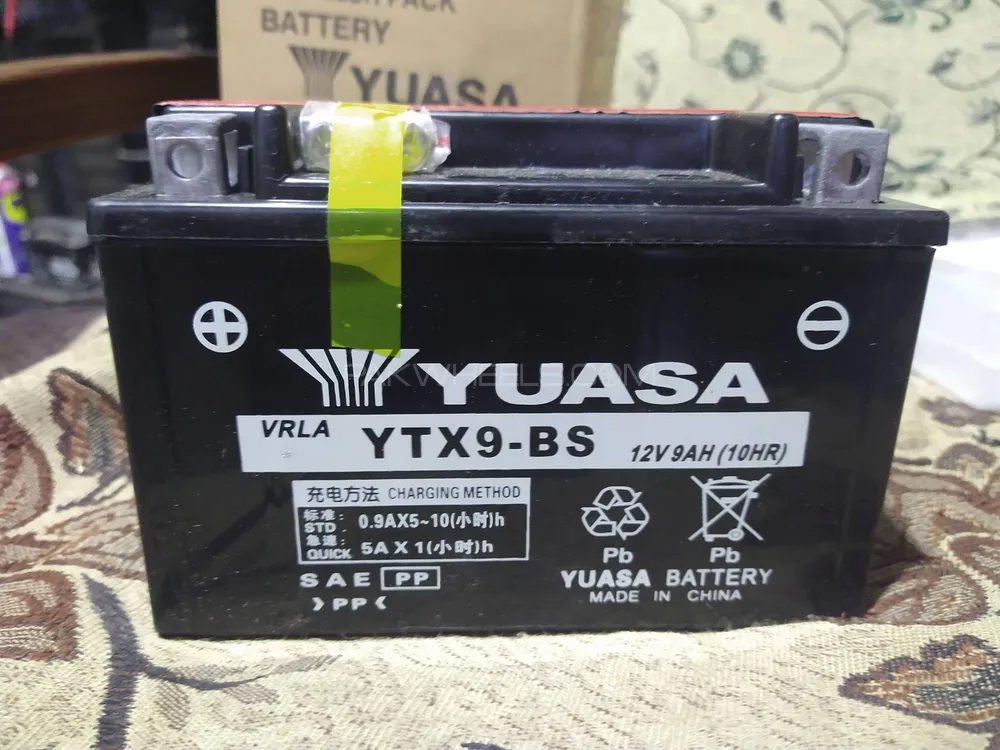 PACK
BATTERY
YUASA
YUASA
VRLA YTX9-BS 12V 9AH (10HR)
充电方法 CHARGING METHOD
标准: STD. 0.9AX5~10(小时)h
急速: QUICK 5A X 1(小时)h
SAE PP
>PP<
Pb Pb
YUASA BATTERY
MADE IN CHINA